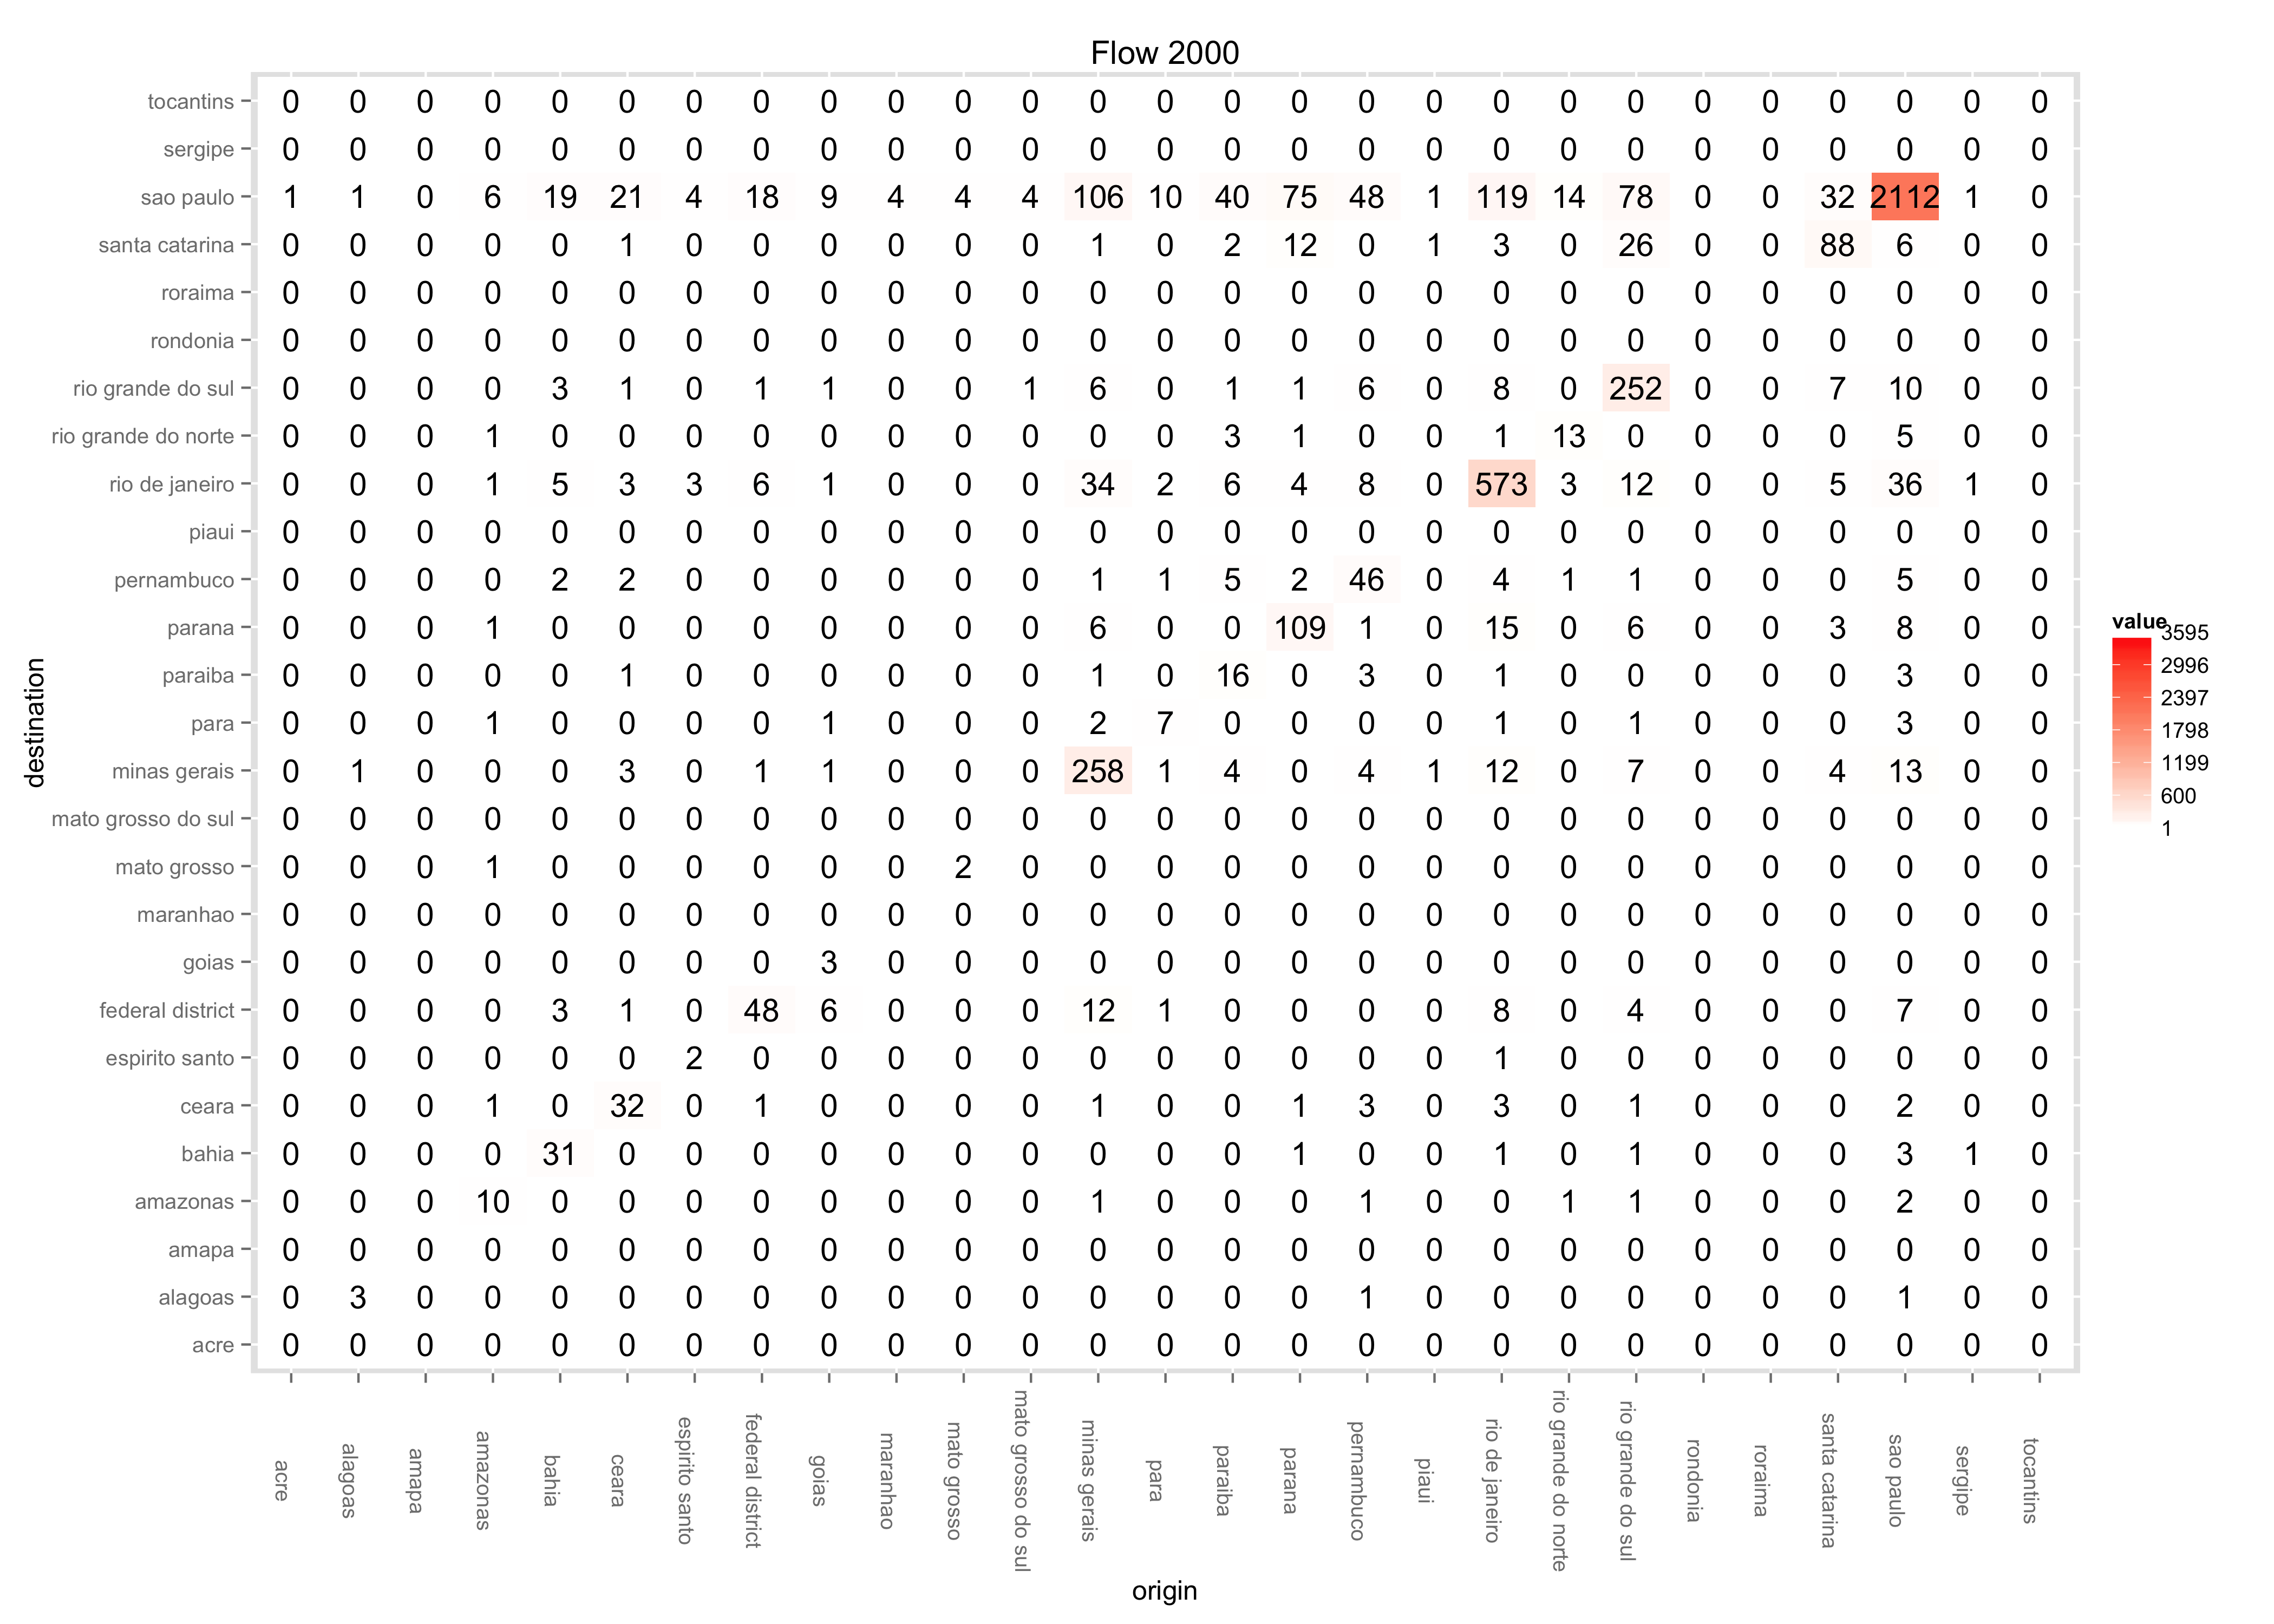 Flow 2000
tocantins 0 0 0 0 0 0 0 0 0 0 0 0 0 0 0 0 0 0 0 0 0 0 0 0 0 0 0
sergipe 0 0 0 0 0 0 0 0 0 0 0 0 0 0 0 0 0 0 0 0 0 0 0 0 0 0 0
sao paulo 1 1 0 6 19 21 4 18 9 4 4 4 106 10 40 75 48 1 119 14 78 0 0 32 2112 1 0
santa catarina 0 0 0 0 0 1 0 0 0 0 0 0 1 0 2 12 0 1 3 0 26 0 0 88 6 0 0
roraima 0 0 0 0 0 0 0 0 0 0 0 0 0 0 0 0 0 0 0 0 0 0 0 0 0 0 0
rondonia 0 0 0 0 0 0 0 0 0 0 0 0 0 0 0 0 0 0 0 0 0 0 0 0 0 0 0
rio grande do sul 0 0 0 0 3 1 0 1 1 0 0 1 6 0 1 1 6 0 8 0 252 0 0 7 10 0 0
rio grande do norte 0 0 0 1 0 0 0 0 0 0 0 0 0 0 3 1 0 0 1 13 0 0 0 0 5 0 0
rio de janeiro 0 0 0 1 5 3 3 6 1 0 0 0 34 2 6 4 8 0 573 3 12 0 0 5 36 1 0
piaui 0 0 0 0 0 0 0 0 0 0 0 0 0 0 0 0 0 0 0 0 0 0 0 0 0 0 0
pernambuco 0 0 0 0 2 2 0 0 0 0 0 0 1 1 5 2 46 0 4 1 1 0 0 0 5 0 0
parana 0 0 0 1 0 0 0 0 0 0 0 0 6 0 0 109 1 0 15 0 6 0 0 3 8 0 0
paraiba 0 0 0 0 0 1 0 0 0 0 0 0 1 0 16 0 3 0 1 0 0 0 0 0 3 0 0
para 0 0 0 1 0 0 0 0 1 0 0 0 2 7 0 0 0 0 1 0 1 0 0 0 3 0 0
minas gerais 0 1 0 0 0 3 0 1 1 0 0 0 258 1 4 0 4 1 12 0 7 0 0 4 13 0 0
mato grosso do sul 0 0 0 0 0 0 0 0 0 0 0 0 0 0 0 0 0 0 0 0 0 0 0 0 0 0 0
mato grosso 0 0 0 1 0 0 0 0 0 0 2 0 0 0 0 0 0 0 0 0 0 0 0 0 0 0 0
maranhao 0 0 0 0 0 0 0 0 0 0 0 0 0 0 0 0 0 0 0 0 0 0 0 0 0 0 0
goias 0 0 0 0 0 0 0 0 3 0 0 0 0 0 0 0 0 0 0 0 0 0 0 0 0 0 0
federal district 0 0 0 0 3 1 0 48 6 0 0 0 12 1 0 0 0 0 8 0 4 0 0 0 7 0 0
espirito santo 0 0 0 0 0 0 2 0 0 0 0 0 0 0 0 0 0 0 1 0 0 0 0 0 0 0 0
ceara 0 0 0 1 0 32 0 1 0 0 0 0 1 0 0 1 3 0 3 0 1 0 0 0 2 0 0
bahia 0 0 0 0 31 0 0 0 0 0 0 0 0 0 0 1 0 0 1 0 1 0 0 0 3 1 0
amazonas 0 0 0 10 0 0 0 0 0 0 0 0 1 0 0 0 1 0 0 1 1 0 0 0 2 0 0
amapa 0 0 0 0 0 0 0 0 0 0 0 0 0 0 0 0 0 0 0 0 0 0 0 0 0 0 0
alagoas 0 3 0 0 0 0 0 0 0 0 0 0 0 0 0 0 1 0 0 0 0 0 0 0 1 0 0
acre 0 0 0 0 0 0 0 0 0 0 0 0 0 0 0 0 0 0 0 0 0 0 0 0 0 0 0
destination
acre
alagoas
amapa
amazonas
bahia
ceara
espirito santo
federal district
goias
maranhao
mato grosso
mato grosso do sul
minas gerais
para
paraiba
parana
pernambuco
piaui
rio de janeiro
rio grande do norte
rio grande do sul
rondonia
roraima
santa catarina
sao paulo
sergipe
tocantins
origin
value
3595
2996
2397
1798
1199
600
1